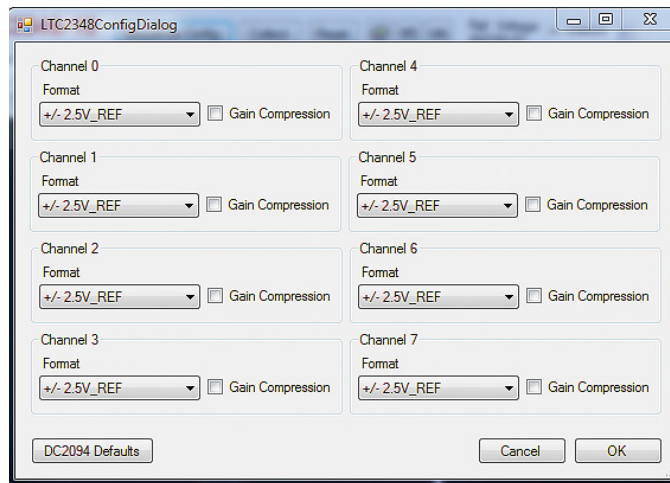 LTC2348ConfigDialog
Channel 0
Format
+/- 2.5V_REF Gain Compression
Channel 1
Format
+/- 2.5V_REF Gain Compression
Channel 2
Format
+/- 2.5V_REF Gain Compression
Channel 3
Format
+/- 2.5V_REF Gain Compression
Channel 4
Format
+/- 2.5V_REF Gain Compression
Channel 5
Format
+/- 2.5V_REF Gain Compression
Channel 6
Format
+/- 2.5V_REF Gain Compression
Channel 7
Format
+/- 2.5V_REF Gain Compression
DC2094 Defaults Cancel OK